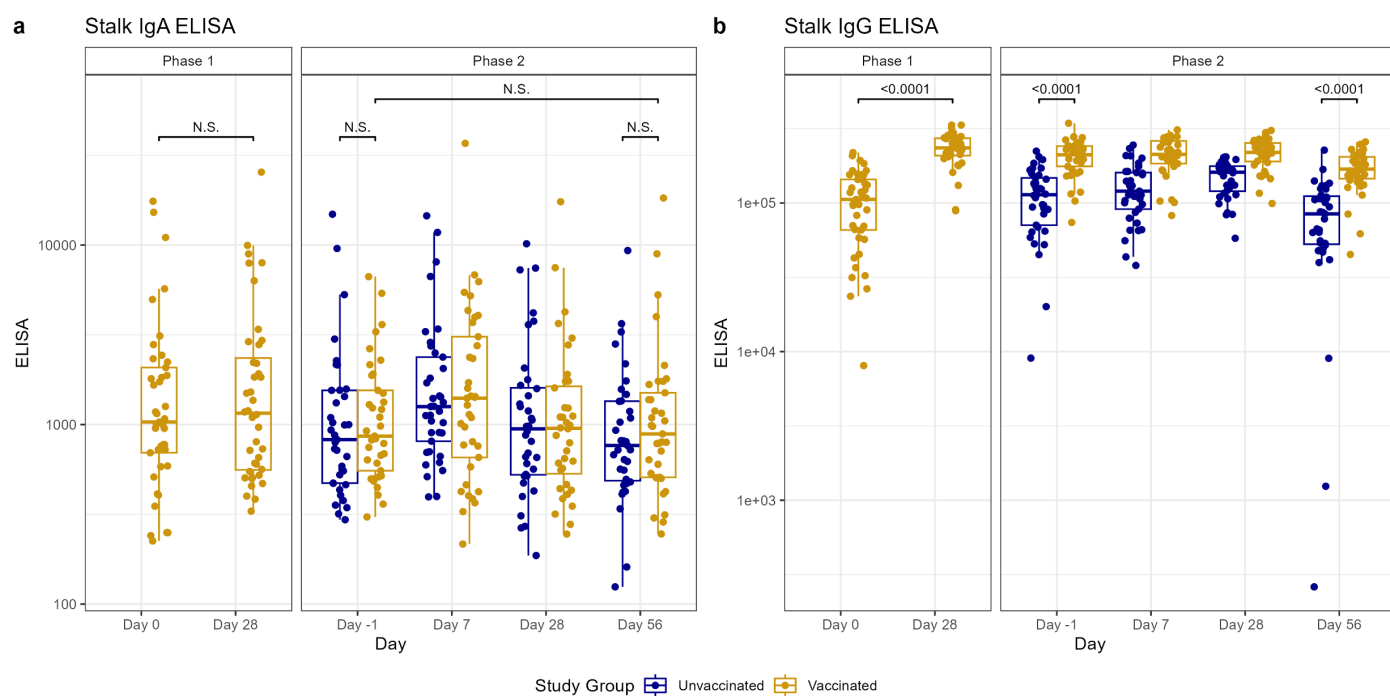 a
Stalk IgA ELISA
Phase 1
Phase 2
N.S.
N.S.
N.S.
N.S.
10000
1000
100
ELISA
Day 0
Day 28
Day -1
Day 7
Day 28
Day 56
Day
b
Stalk IgG ELISA
Phase 1
Phase 2
<0.0001
<0.0001
<0.0001
1e+05
1e+04
1e+03
ELISA
Day 0
Day 28
Day -1
Day 7
Day 28
Day 56
Day
Study Group
Unvaccinated
Vaccinated